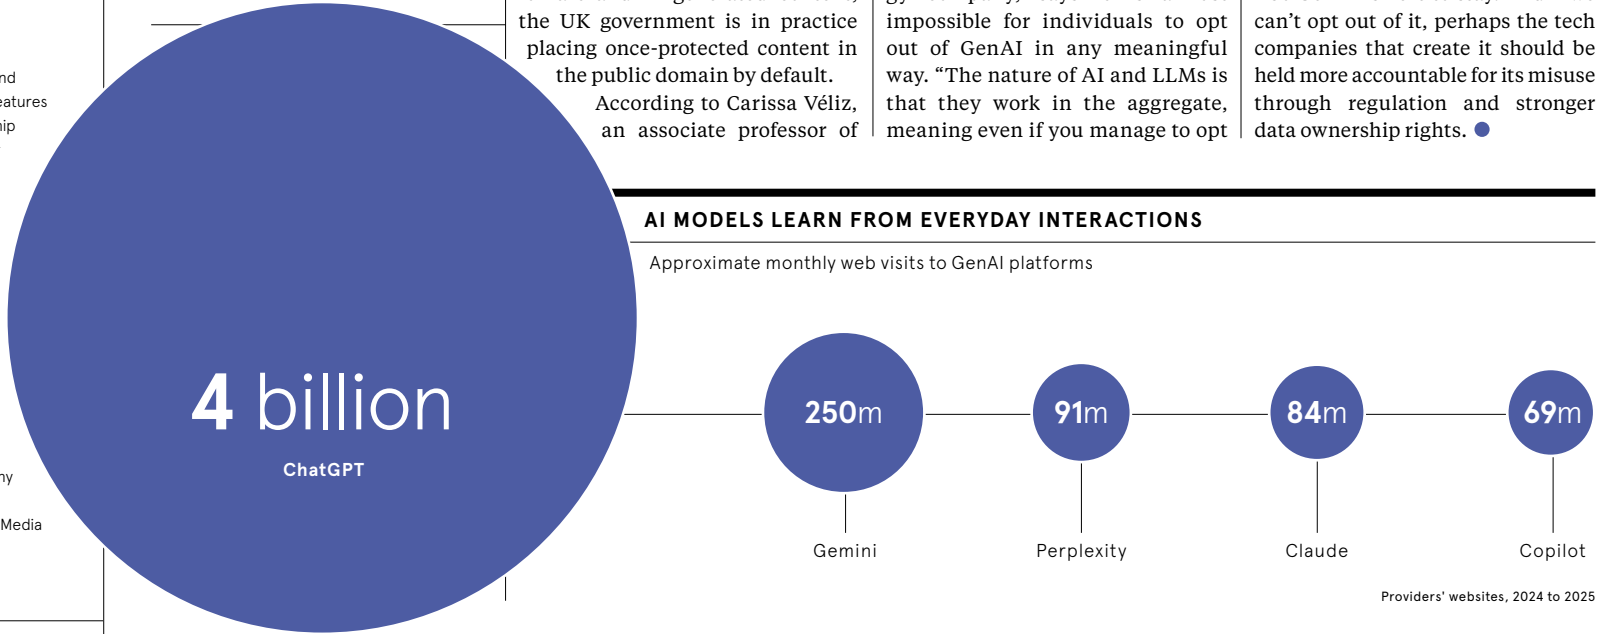 the UK government is in practice
placing once-protected content in
the public domain by default.
According to Carissa Véliz,
an associate professor of
impossible for individuals to opt
out of GenAI in any meaningful
way. “The nature of AI and LLMs is
that they work in the aggregate,
meaning even if you manage to opt
can’t opt out of it, perhaps the tech
companies that create it should be
held more accountable for its misuse
through regulation and stronger
data ownership rights.
AI MODELS LEARN FROM EVERYDAY INTERACTIONS
Approximate monthly web visits to GenAI platforms
4 billion
ChatGPT
250m
Gemini
91m
Perplexity
84m
Claude
69m
Copilot
Providers' websites, 2024 to 2025
Media